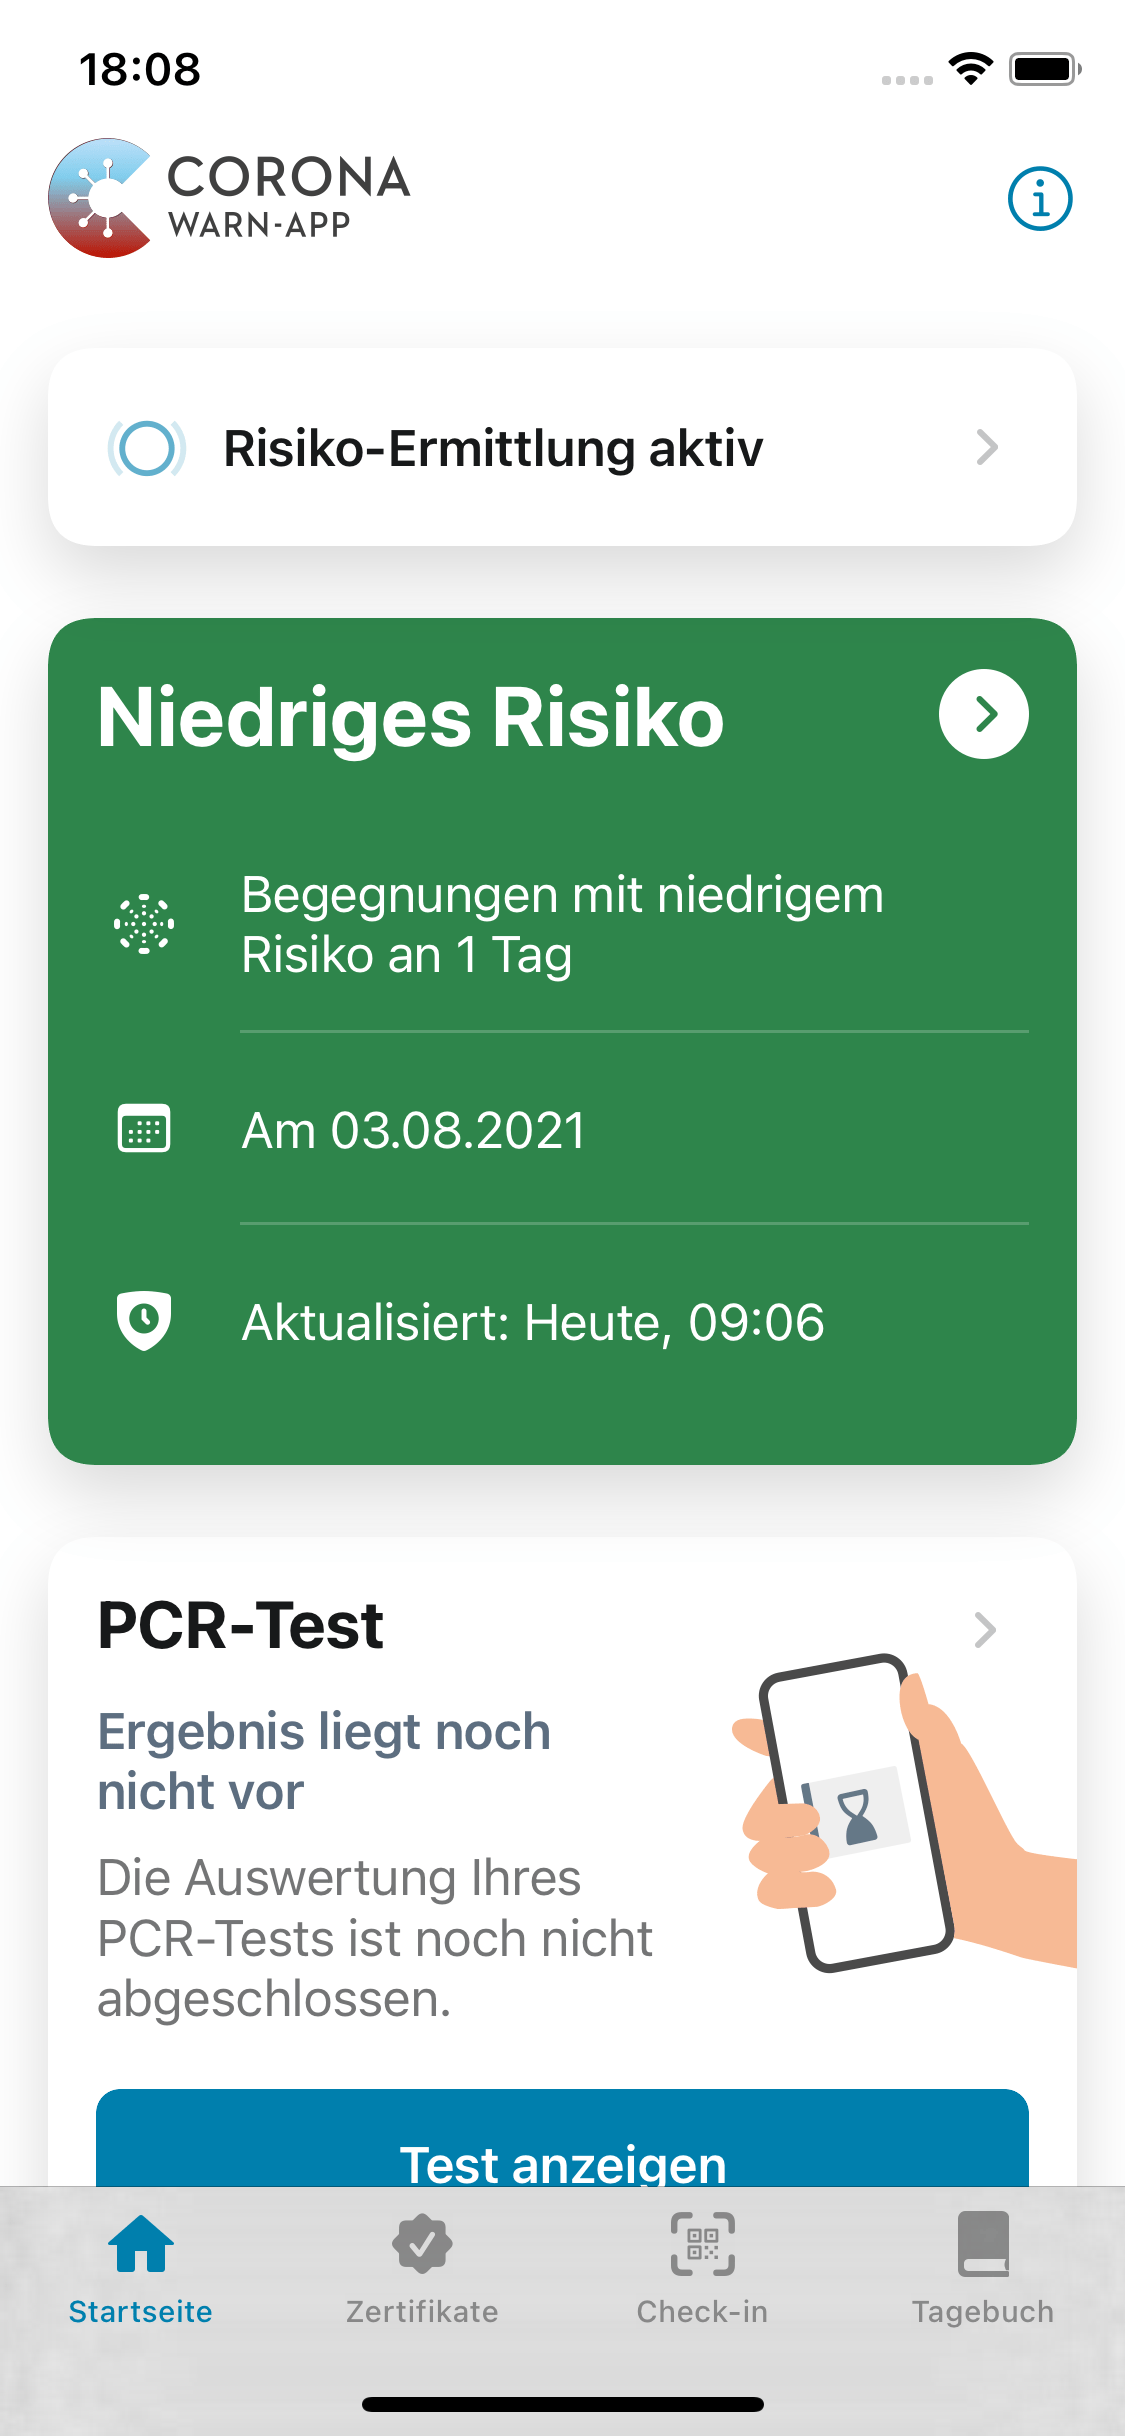 18:08
CORONA
WARN-APP
Risiko-Ermittlung aktiv
Niedriges Risiko
Begegnungen mit niedrigem
Risiko an 1 Tag
Am 03.08.2021
Aktualisiert: Heute, 09:06
PCR-Test
Ergebnis liegt noch
nicht vor
Die Auswertung Ihres
PCR-Tests ist noch nicht
abgeschlossen.
Test anzeigen
Startseite
Zertifikate
Check-in
Tagebuch